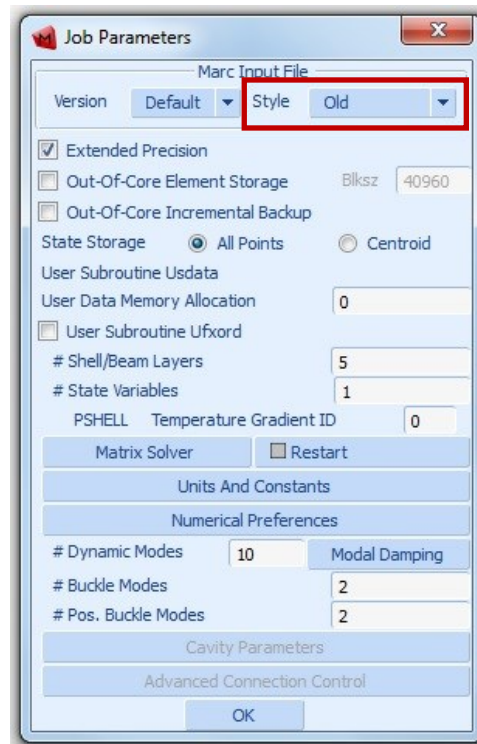 Job Parameters
Marc Input File
Version Default Style Old
Extended Precision
Out-Of-Core Element Storage Blksz 40960
Out-Of-Core Incremental Backup
State Storage All Points Centroid
User Subroutine Usdata
User Data Memory Allocation 0
User Subroutine Ufxord
# Shell/Beam Layers 5
# State Variables 1
PSHELL Temperature Gradient ID 0
Matrix Solver Restart
Units And Constants
Numerical Preferences
# Dynamic Modes 10 Modal Damping
# Buckle Modes 2
# Pos. Buckle Modes 2
Cavity Parameters
Advanced Connection Control
OK